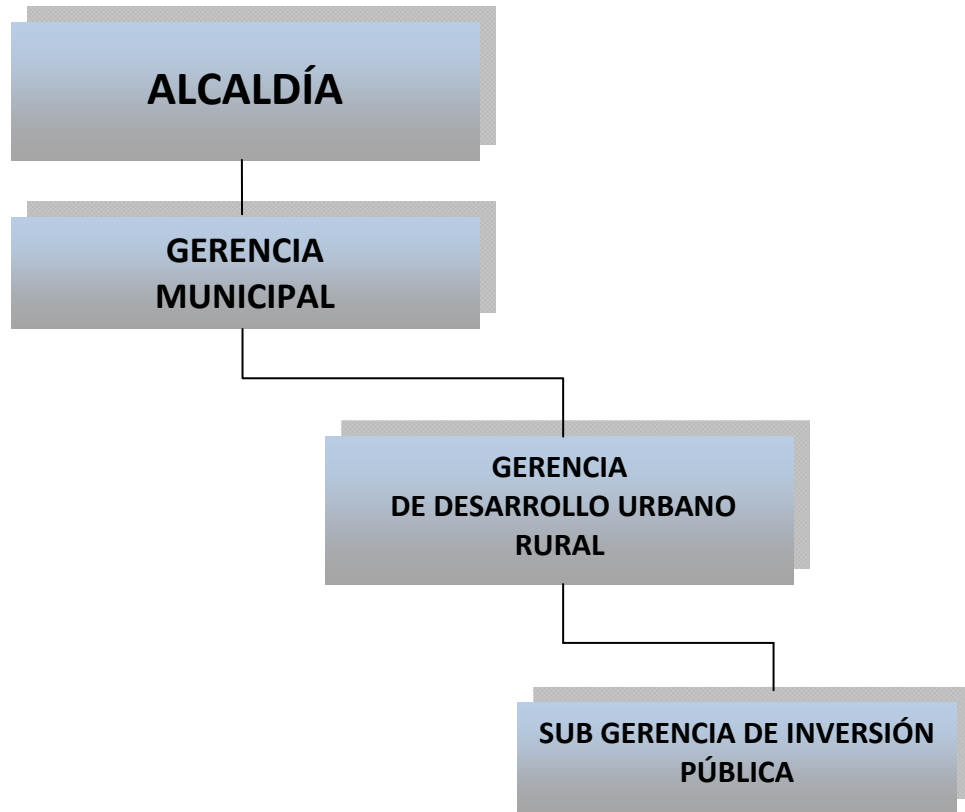 ALCALDÍA
GERENCIA
MUNICIPAL
GERENCIA
DE DESARROLLO URBANO
RURAL
SUB GERENCIA DE INVERSIÓN
PÚBLICA